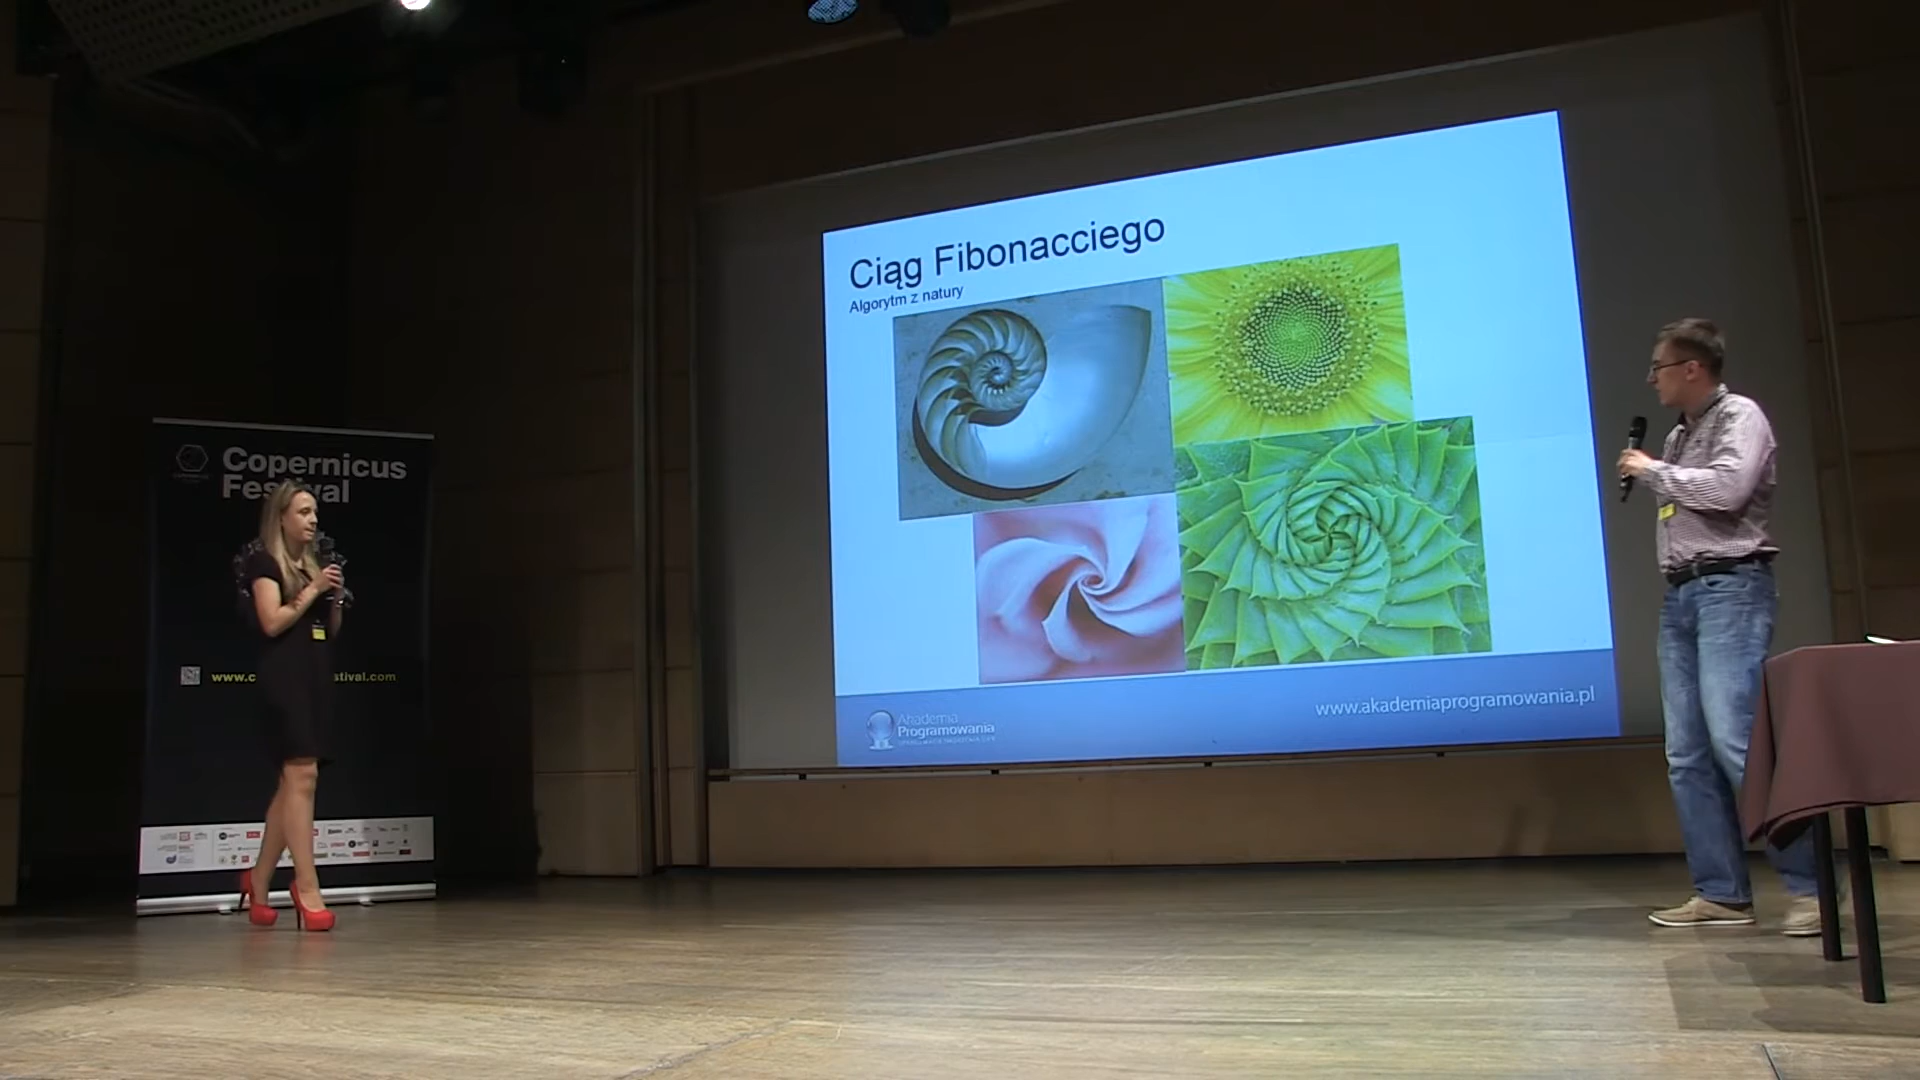 Copernicus
Festival
Ciąg Fibonacciego
Algorytm z natury
Akademia
Programowania
www.akademiaprogramowania.pl